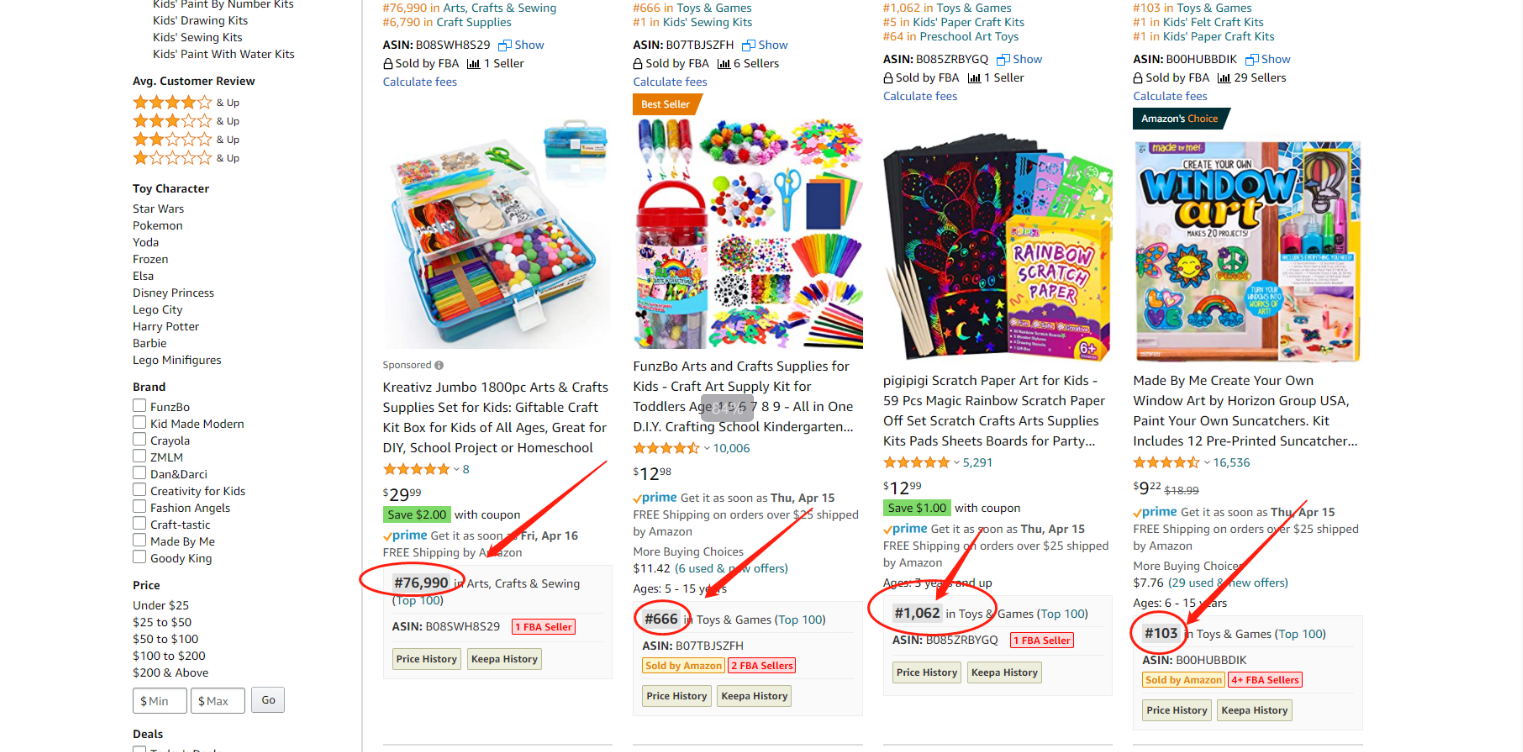 Kids' Paint By Number Kits
Kids' Drawing Kits
Kids' Sewing Kits
Kids' Paint With Water Kits
Avg. Customer Review
& Up
& Up
& Up
& Up
Toy Character
Star Wars
Pokemon
Yoda
Frozen
Elsa
Disney Princess
Lego City
Harry Potter
Barbie
Lego Minifigures
Brand
FunzBo
Kid Made Modern
Crayola
ZMLM
Dan&Darci
Creativity for Kids
Fashion Angels
Craft-tastic
Made By Me
Goody King
Price
Under $25
$25 to $50
$50 to $100
$100 to $200
$200 & Above
$ Min $ Max Go
Deals
#76,990 in Arts, Crafts & Sewing
#6,790 in Craft Supplies
ASIN: B08SWH8S29 Show
Sold by FBA 1 Seller
Calculate fees
Sponsored
Kreativz Jumbo 1800pc Arts & Crafts
Supplies Set for Kids: Giftable Craft
Kit Box for Kids of All Ages, Great for
DIY, School Project or Homeschool
8
$29 99
Save $2.00 with coupon
prime Get it as soon as Fri, Apr 16
FREE Shipping by Amazon
#76,990 in Arts, Crafts & Sewing
(Top 100)
ASIN: B08SWH8S29 1 FBA Seller
Price History Keepa History
#666 in Toys & Games
#1 in Kids' Sewing Kits
ASIN: B07TBJSZFH Show
Sold by FBA 6 Sellers
Calculate fees
Best Seller
FunzBo Arts and Crafts Supplies for
Kids - Craft Art Supply Kit for
Toddlers Age 4 5 6 7 8 9 - All in One
D.I.Y. Crafting School Kindergarten...
10,006
$12 98
prime Get it as soon as Thu, Apr 15
FREE Shipping on orders over $25 shipped
by Amazon
More Buying Choices
$11.42 (6 used & new offers)
Ages: 5 - 15 years
#666 in Toys & Games (Top 100)
ASIN: B07TBJSZFH
Sold by Amazon 2 FBA Sellers
Price History Keepa History
#1,062 in Toys & Games
#5 in Kids' Paper Craft Kits
#64 in Preschool Art Toys
ASIN: B085ZRBYGQ Show
Sold by FBA 1 Seller
Calculate fees
RAINBOW
SCRATCH
PAPER
6+
pigipigi Scratch Paper Art for Kids -
59 Pcs Magic Rainbow Scratch Paper
Off Set Scratch Crafts Arts Supplies
Kits Pads Sheets Boards for Party...
5,291
$12 99
Save $1.00 with coupon
prime Get it as soon as Thu, Apr 15
FREE Shipping on orders over $25 shipped
by Amazon
Ages: 3 years and up
#1,062 in Toys & Games (Top 100)
ASIN: B085ZRBYGQ 1 FBA Seller
Price History Keepa History
#103 in Toys & Games
#1 in Kids' Felt Craft Kits
#1 in Kids' Paper Craft Kits
ASIN: B00HUBBDIK Show
Sold by FBA 29 Sellers
Calculate fees
Amazon's Choice
made by me!
CREATE YOUR OWN
WINDOW
art
MAKES 20 PROJECTS!
TURN YOUR
WINDOWS INTO
WORKS OF
ART!
Made By Me Create Your Own
Window Art by Horizon Group USA,
Paint Your Own Suncatchers. Kit
Includes 12 Pre-Printed Suncatcher...
16,536
$9 22 $18.99
prime Get it as soon as Thu, Apr 15
FREE Shipping on orders over $25 shipped
by Amazon
More Buying Choices
$7.76 (29 used & new offers)
Ages: 6 - 15 years
#103 in Toys & Games (Top 100)
ASIN: B00HUBBDIK
Sold by Amazon 4+ FBA Sellers
Price History Keepa History